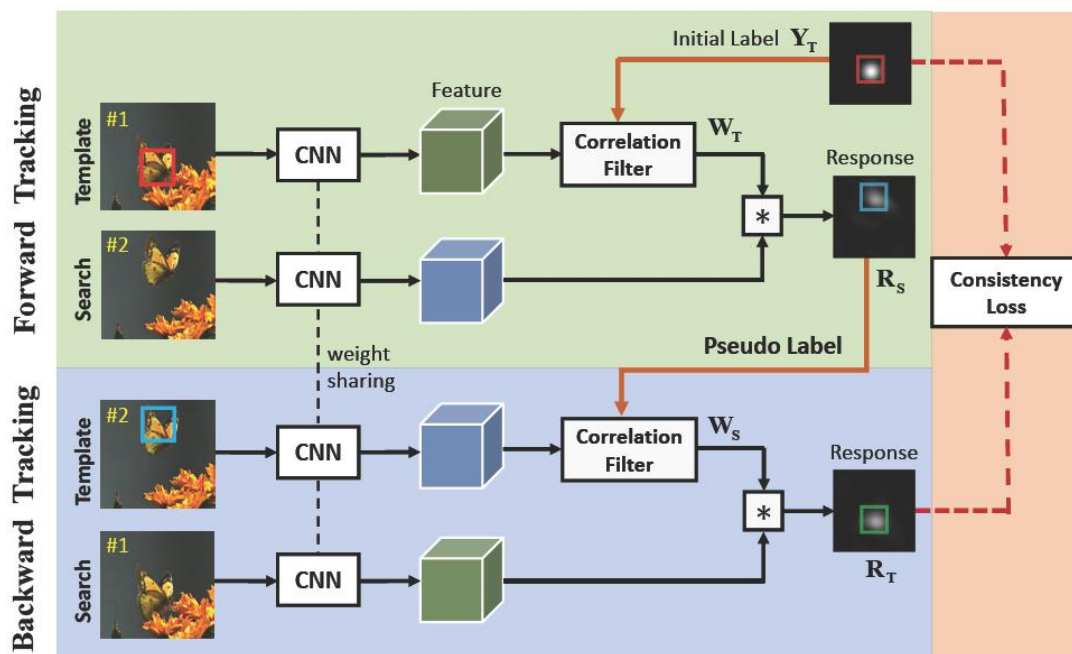 Forward Tracking
Template
#1
CNN
Feature
Initial Label Y_T
Correlation
Filter
W_T
*
Response
R_S
Search
#2
CNN
weight
sharing
Pseudo Label
Consistency
Loss
Backward Tracking
Template
#2
CNN
Correlation
Filter
W_S
*
Response
R_T
Search
#1
CNN